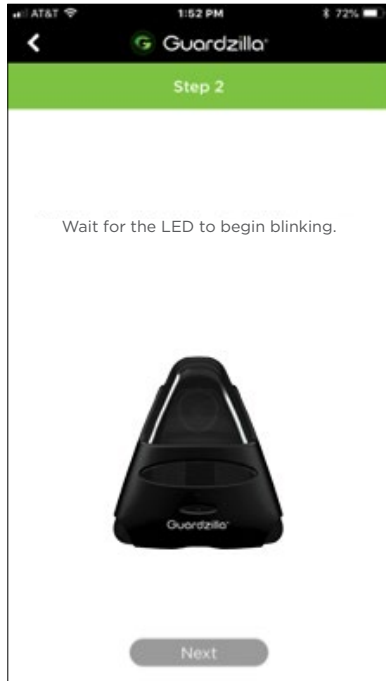 AT&T 1:52 PM 72%
Guardzilla
Step 2
Wait for the LED to begin blinking.
Guardzilla
Next